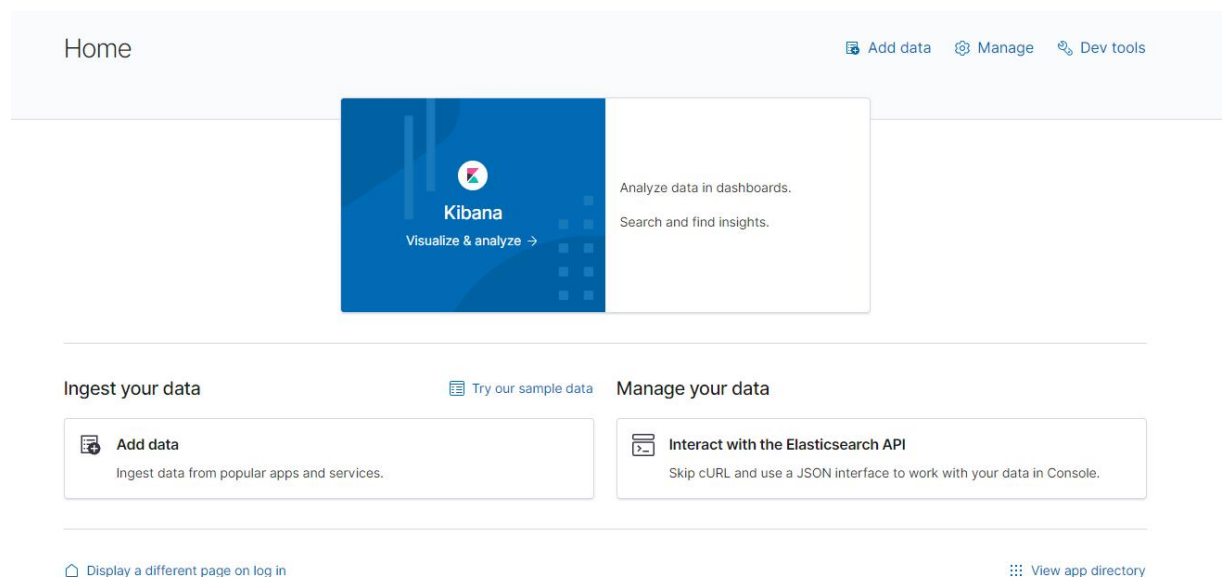 Home
Add data
Manage
Dev tools
Kibana
Visualize & analyze →
Analyze data in dashboards.
Search and find insights.
Ingest your data
Try our sample data
Add data
Ingest data from popular apps and services.
Manage your data
Interact with the Elasticsearch API
Skip cURL and use a JSON interface to work with your data in Console.
Display a different page on log in
View app directory